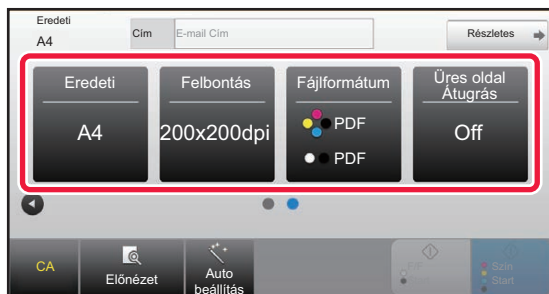 Eredeti
A4
Cím
E-mail Cím
Részletes
Eredeti
A4
Felbontás
200x200dpi
Fájlformátum
PDF
PDF
Üres oldal
Átugrás
Off
CA
Előnézet
Auto
beállítás
Szín
Start